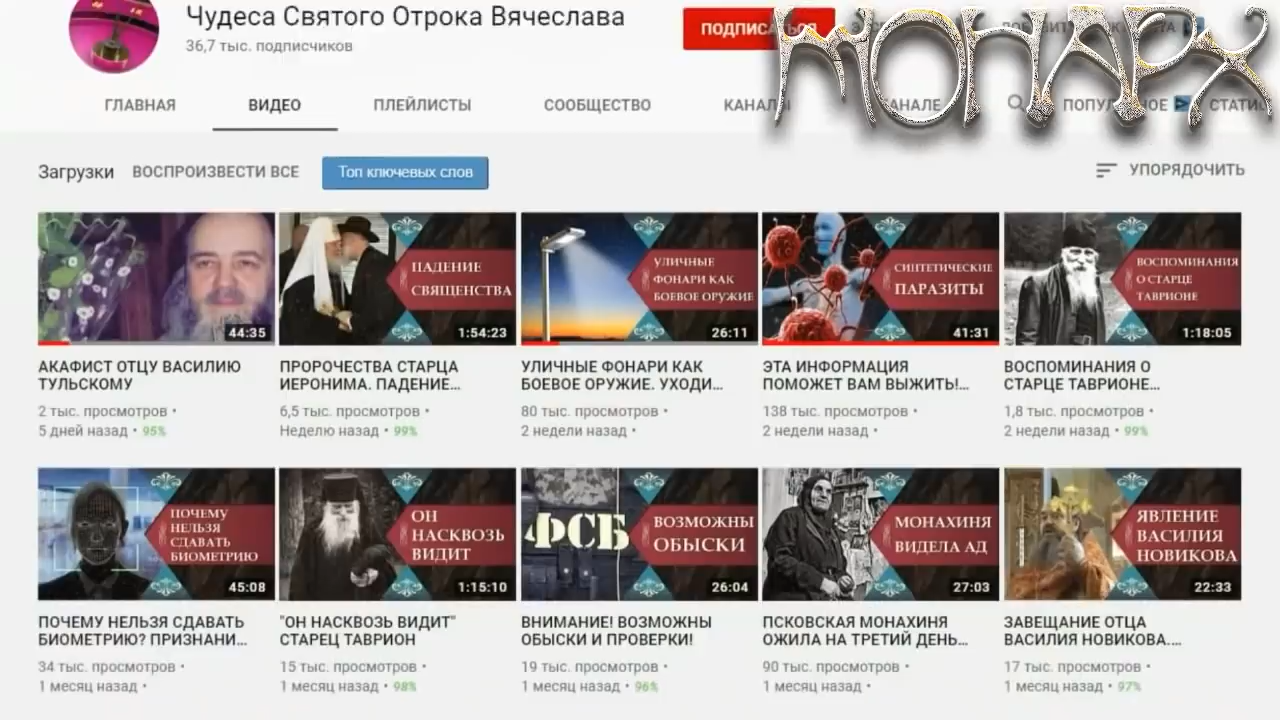 Чудеса Святого Отрока Вячеслава
36,7 тыс. подписчиков
ПОДПИСАТЬСЯ
МОНАРХ
ГЛАВНАЯ ВИДЕО ПЛЕЙЛИСТЫ СООБЩЕСТВО КАНАЛЫ КАНАЛЕ
Загрузки ВОСПРОИЗВЕСТИ ВСЕ Топ ключевых слов УПОРЯДОЧИТЬ
44:35
ПАДЕНИЕ
СВЯЩЕНСТВА
1:54:23
УЛИЧНЫЕ
ФОНАРИ КАК
БОЕВОЕ ОРУЖИЕ
26:11
СИНТЕТИЧЕСКИЕ
ПАРАЗИТЫ
41:31
ВОСПОМИНАНИЯ
О СТАРЦЕ
ТАВРИОНЕ
1:18:05
АКАФИСТ ОТЦУ ВАСИЛИЮ
ТУЛЬСКОМУ
2 тыс. просмотров •
5 дней назад • 95%
ПРОРОЧЕСТВА СТАРЦА
ИЕРОНИМА. ПАДЕНИЕ...
6,5 тыс. просмотров •
Неделю назад • 99%
УЛИЧНЫЕ ФОНАРИ КАК
БОЕВОЕ ОРУЖИЕ. УХОДИ...
80 тыс. просмотров •
2 недели назад •
ЭТА ИНФОРМАЦИЯ
ПОМОЖЕТ ВАМ ВЫЖИТЬ!...
138 тыс. просмотров •
2 недели назад •
ВОСПОМИНАНИЯ О
СТАРЦЕ ТАВРИОНЕ...
1,8 тыс. просмотров •
2 недели назад • 99%
ПОЧЕМУ
НЕЛЬЗЯ
СДАВАТЬ
БИОМЕТРИЮ
45:08
ОН
НАСКВОЗЬ
ВИДИТ
1:15:10
ФСБ
ВОЗМОЖНЫ
ОБЫСКИ
26:04
МОНАХИНЯ
ВИДЕЛА АД
27:03
ЯВЛЕНИЕ
ВАСИЛИЯ
НОВИКОВА
22:33
ПОЧЕМУ НЕЛЬЗЯ СДАВАТЬ
БИОМЕТРИЮ? ПРИЗНАНИ...
34 тыс. просмотров •
1 месяц назад •
"ОН НАСКВОЗЬ ВИДИТ"
СТАРЕЦ ТАВРИОН
15 тыс. просмотров •
1 месяц назад • 98%
ВНИМАНИЕ! ВОЗМОЖНЫ
ОБЫСКИ И ПРОВЕРКИ!
19 тыс. просмотров •
1 месяц назад • 96%
ПСКОВСКАЯ МОНАХИНЯ
ОЖИЛА НА ТРЕТИЙ ДЕНЬ...
90 тыс. просмотров •
1 месяц назад •
ЗАВЕЩАНИЕ ОТЦА
ВАСИЛИЯ НОВИКОВА....
17 тыс. просмотров •
1 месяц назад • 97%